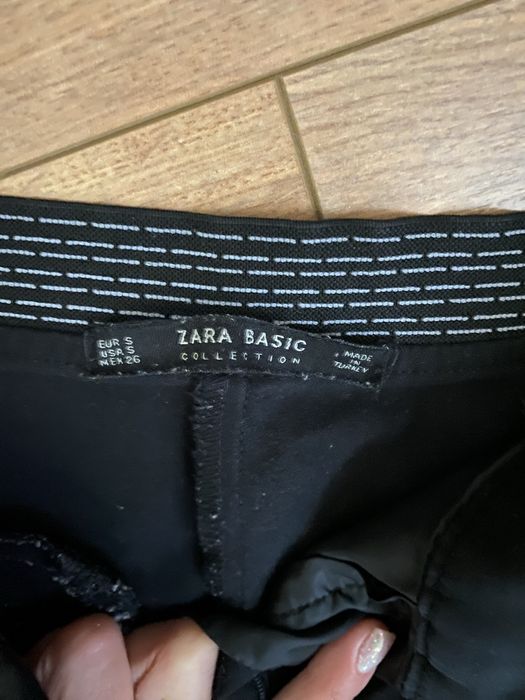 EUR S
USA S
MEX 26
ZARA BASIC
COLLECTION
MADE
IN
TURKEY